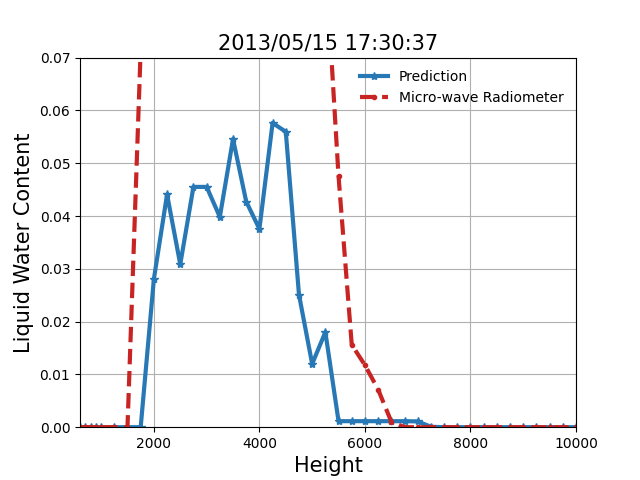 2013/05/15 17:30:37
0.07
0.06
0.05
0.04
0.03
0.02
0.01
0.00
Liquid Water Content
Prediction
Micro-wave Radiometer
2000 4000 6000 8000 10000
Height